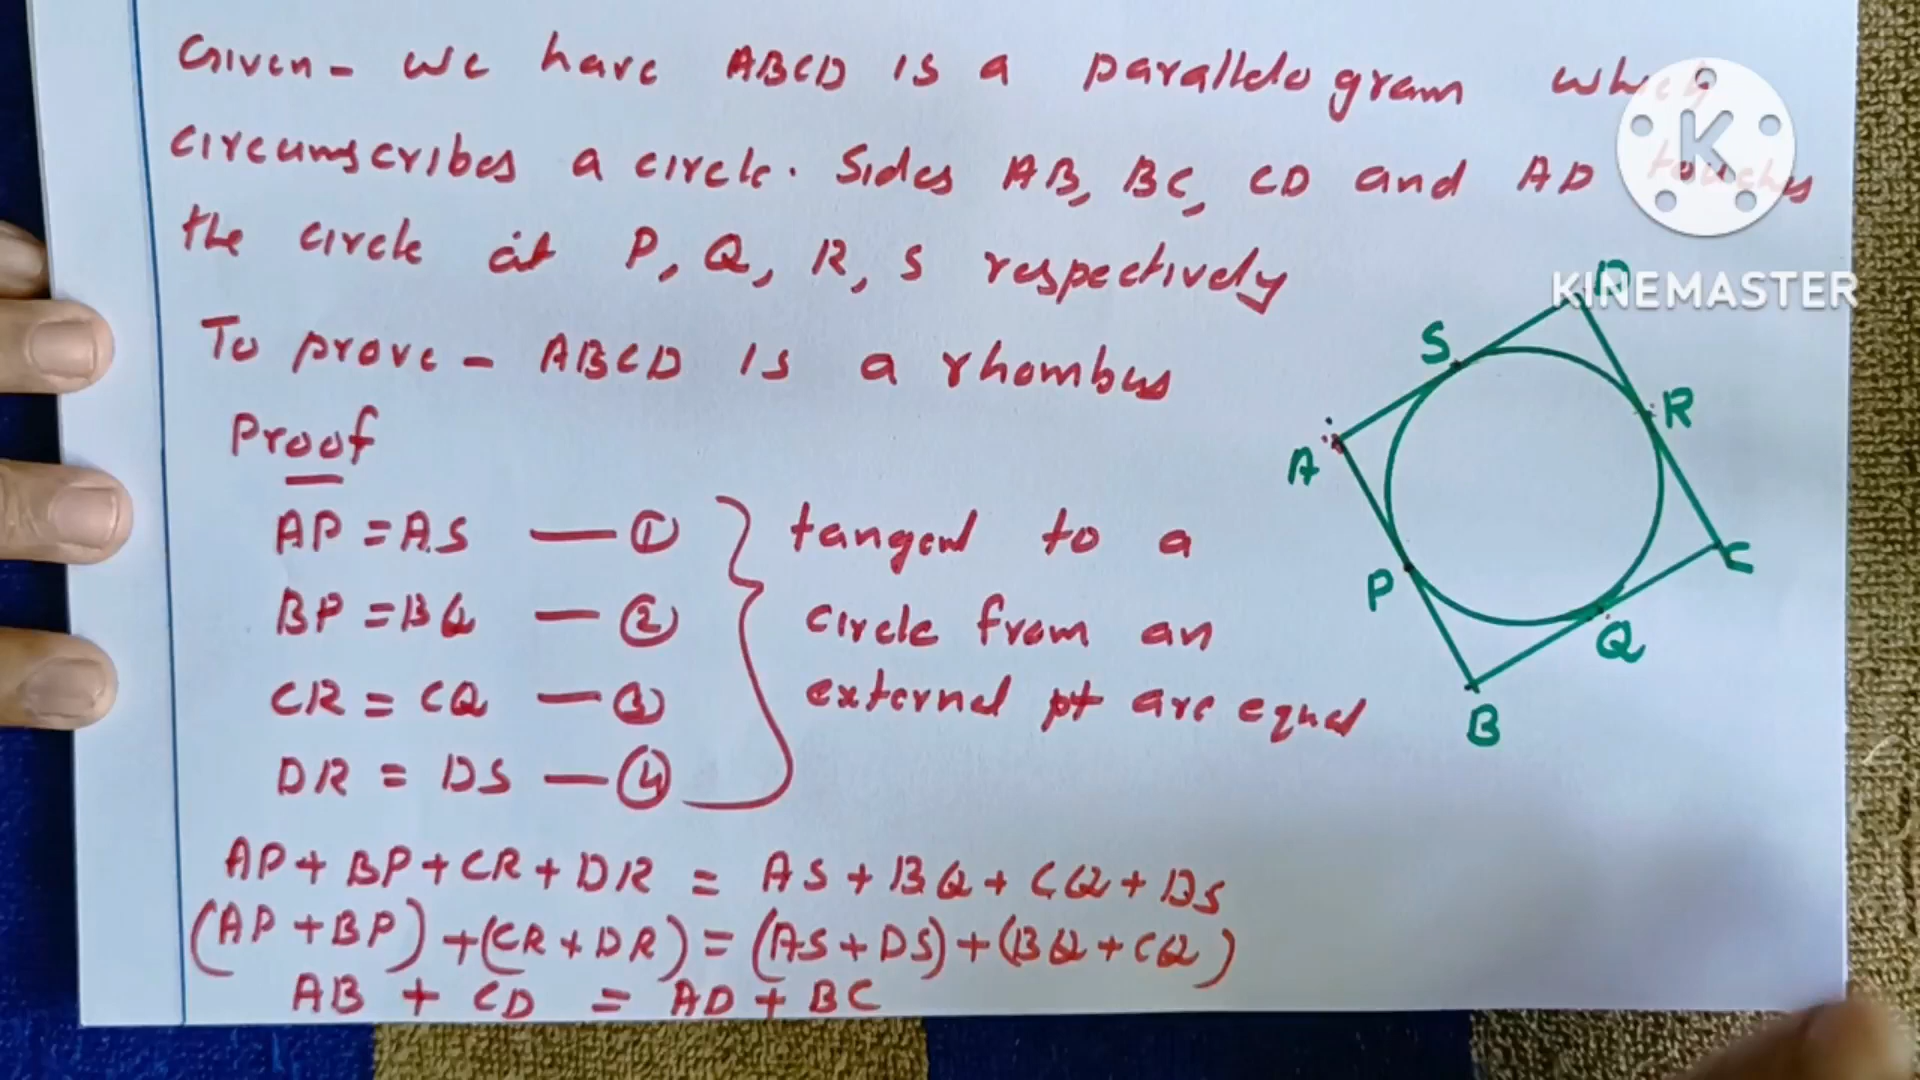 Given - we have ABCD is a parallelogram which
circumscribes a circle. Sides AB, BC, CD and AD touches
the circle at P, Q, R, S respectively
To prove - ABCD is a rhombus
Proof
AP = AS — ①
BP = BQ — ②
CR = CQ — ③
DR = DS — ④
tangent to a
circle from an
external pt are equal
AP + BP + CR + DR = AS + BQ + CQ + DS
(AP + BP) + (CR + DR) = (AS + DS) + (BQ + CQ)
AB + CD = AD + BC
K
KINEMASTER
D
S
R
A
C
P
Q
B